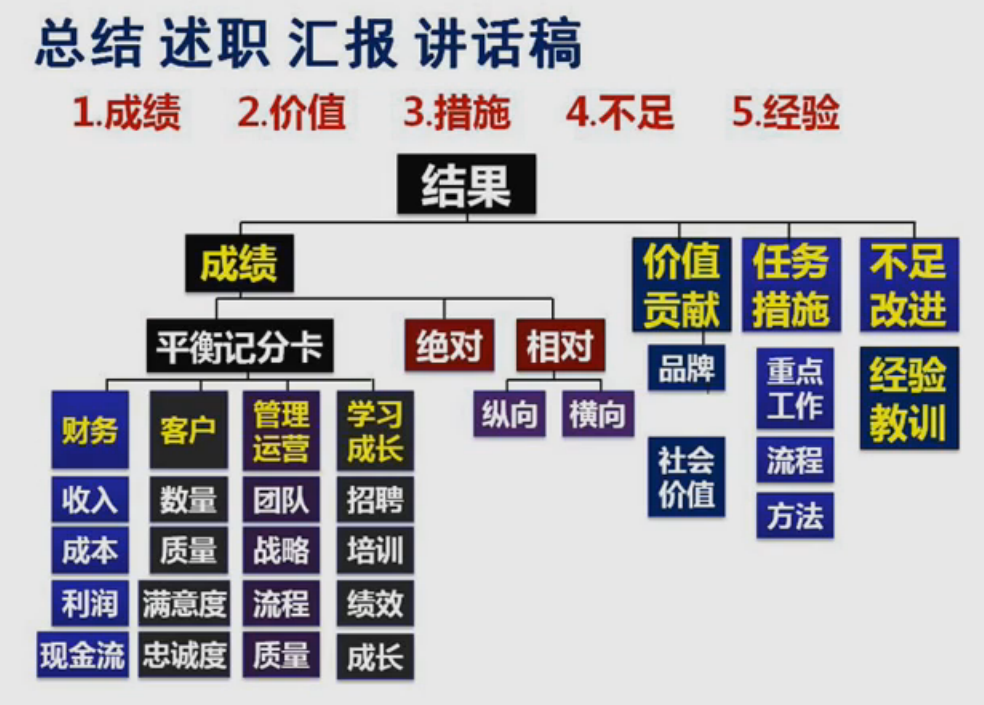 总结 述职 汇报 讲话稿
1.成绩 2.价值 3.措施 4.不足 5.经验
结果
成绩
价值
贡献
任务
措施
不足
改进
平衡记分卡
绝对
相对
品牌
重点
工作
经验
教训
财务
客户
管理
运营
学习
成长
纵向
横向
社会
价值
流程
方法
收入
数量
团队
招聘
成本
质量
战略
培训
利润
满意度
流程
绩效
现金流
忠诚度
质量
成长